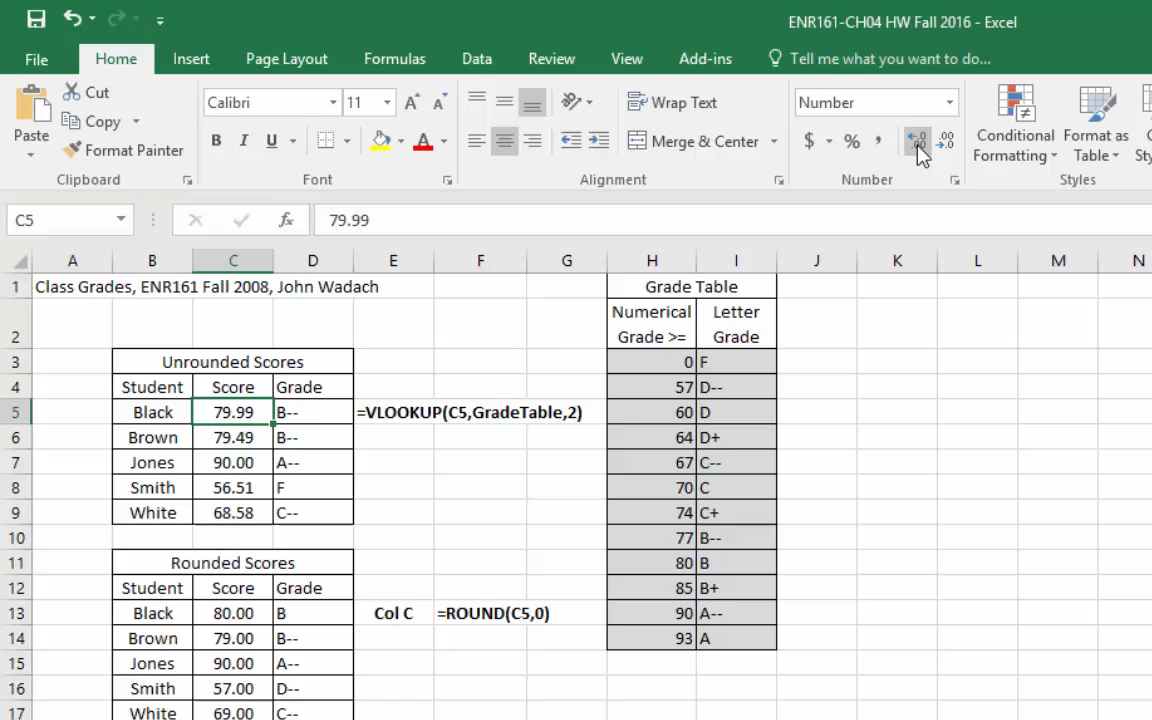 ENR161-CH04 HW Fall 2016 - Excel
File Home Insert Page Layout Formulas Data Review View Add-ins Tell me what you want to do...
Paste
Cut
Copy
Format Painter
Clipboard
Calibri 11
B I U
Font
Wrap Text
Merge & Center
Alignment
Number
$ % ,
Number
Conditional Formatting
Format as Table
Styles
C5 fx 79.99
A B C D E F G H I J K L M N
1 Class Grades, ENR161 Fall 2008, John Wadach Grade Table
2 Numerical Grade >= Letter Grade
3 Unrounded Scores 0 F
4 Student Score Grade 57 D--
5 Black 79.99 B-- =VLOOKUP(C5,GradeTable,2) 60 D
6 Brown 79.49 B-- 64 D+
7 Jones 90.00 A-- 67 C--
8 Smith 56.51 F 70 C
9 White 68.58 C-- 74 C+
10 77 B--
11 Rounded Scores 80 B
12 Student Score Grade 85 B+
13 Black 80.00 B Col C =ROUND(C5,0) 90 A--
14 Brown 79.00 B-- 93 A
15 Jones 90.00 A--
16 Smith 57.00 D--
17 White 69.00 C--